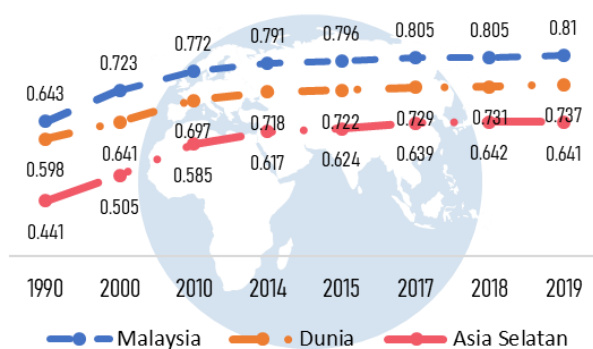 0.643 0.723 0.772 0.791 0.796 0.805 0.805 0.81
0.598 0.641 0.697 0.718 0.722 0.729 0.731 0.737
0.441 0.505 0.585 0.617 0.624 0.639 0.642 0.641
1990 2000 2010 2014 2015 2017 2018 2019
Malaysia Dunia Asia Selatan